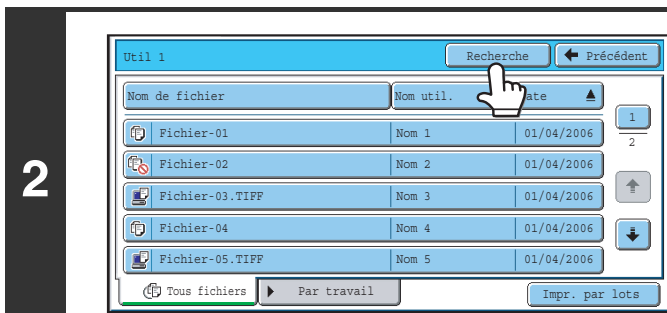 2
Util 1 Recherche Précédent
Nom de fichier Nom util. ate
Fichier-01 Nom 1 01/04/2006
1
2
Fichier-02 Nom 2 01/04/2006
Fichier-03.TIFF Nom 3 01/04/2006
Fichier-04 Nom 4 01/04/2006
Fichier-05.TIFF Nom 5 01/04/2006
Tous fichiers Par travail Impr. par lots